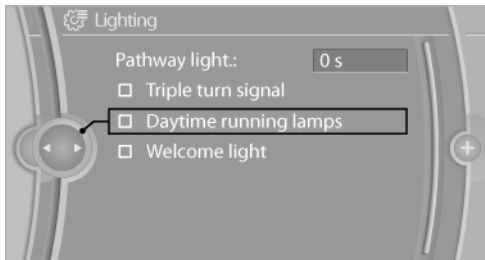 Lighting
Pathway light.: 0 s
Triple turn signal
Daytime running lamps
Welcome light